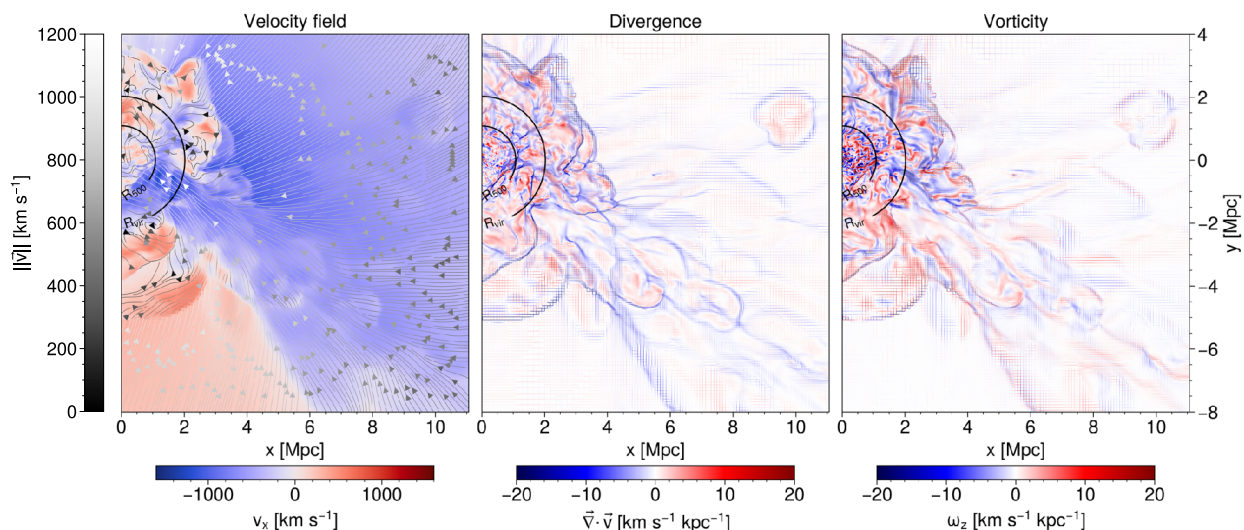 Velocity field
Divergence
Vorticity
1200
1000
800
600
400
200
0
||v⃗|| [km s⁻¹]
R₅₀₀
Rvir
R₅₀₀
Rvir
R₅₀₀
Rvir
4
2
0
−2
−4
−6
−8
y [Mpc]
0 2 4 6 8 10
0 2 4 6 8 10
0 2 4 6 8 10
x [Mpc]
x [Mpc]
x [Mpc]
−1000 0 1000
−20 −10 0 10 20
−20 −10 0 10 20
v_x [km s⁻¹]
∇⃗ · v⃗ [km s⁻¹ kpc⁻¹]
ω_z [km s⁻¹ kpc⁻¹]